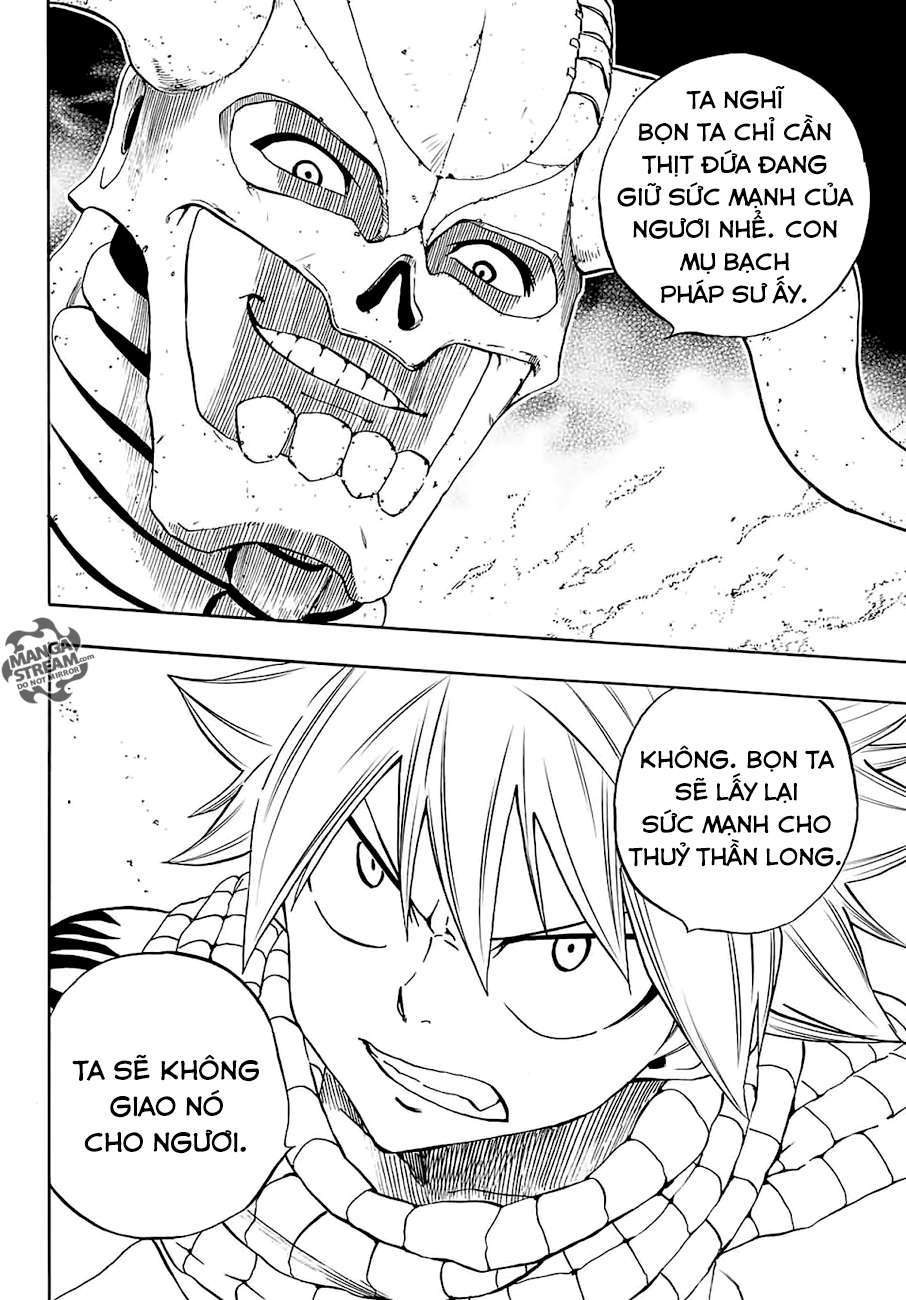 TA NGHĨ
BỌN TA CHỈ CẦN
THỊT ĐỨA ĐANG
GIỮ SỨC MẠNH CỦA
NGƯƠI NHỂ. CON
MỤ BẠCH
PHÁP SƯ ẤY.
MANGA
STREAM.com
DO NOT MIRROR!
KHÔNG. BỌN TA
SẼ LẤY LẠI
SỨC MẠNH CHO
THUỶ THẦN LONG.
TA SẼ KHÔNG
GIAO NÓ
CHO NGƯƠI.